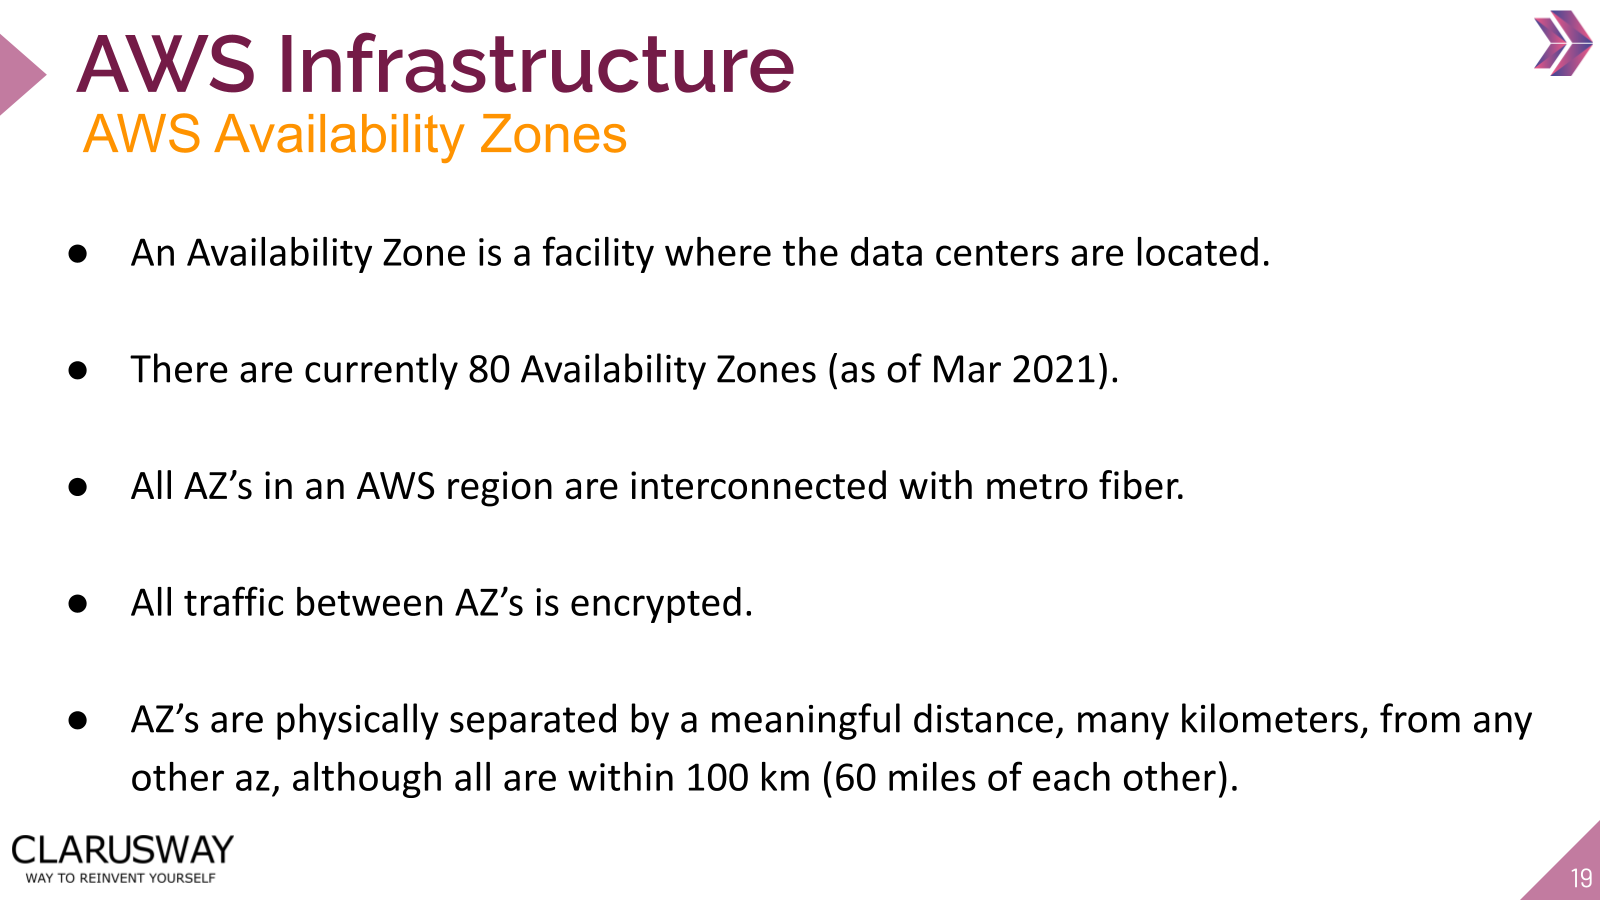 AWS Infrastructure
AWS Availability Zones
● An Availability Zone is a facility where the data centers are located.
● There are currently 80 Availability Zones (as of Mar 2021).
● All AZ’s in an AWS region are interconnected with metro fiber.
● All traffic between AZ’s is encrypted.
● AZ’s are physically separated by a meaningful distance, many kilometers, from any
other az, although all are within 100 km (60 miles of each other).
CLARUSWAY
WAY TO REINVENT YOURSELF
19